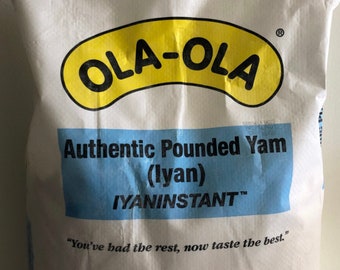 OLA-OLA®
Authentic Pounded Yam
(Iyan)
IYANINSTANT™
"You've had the rest, now taste the best."